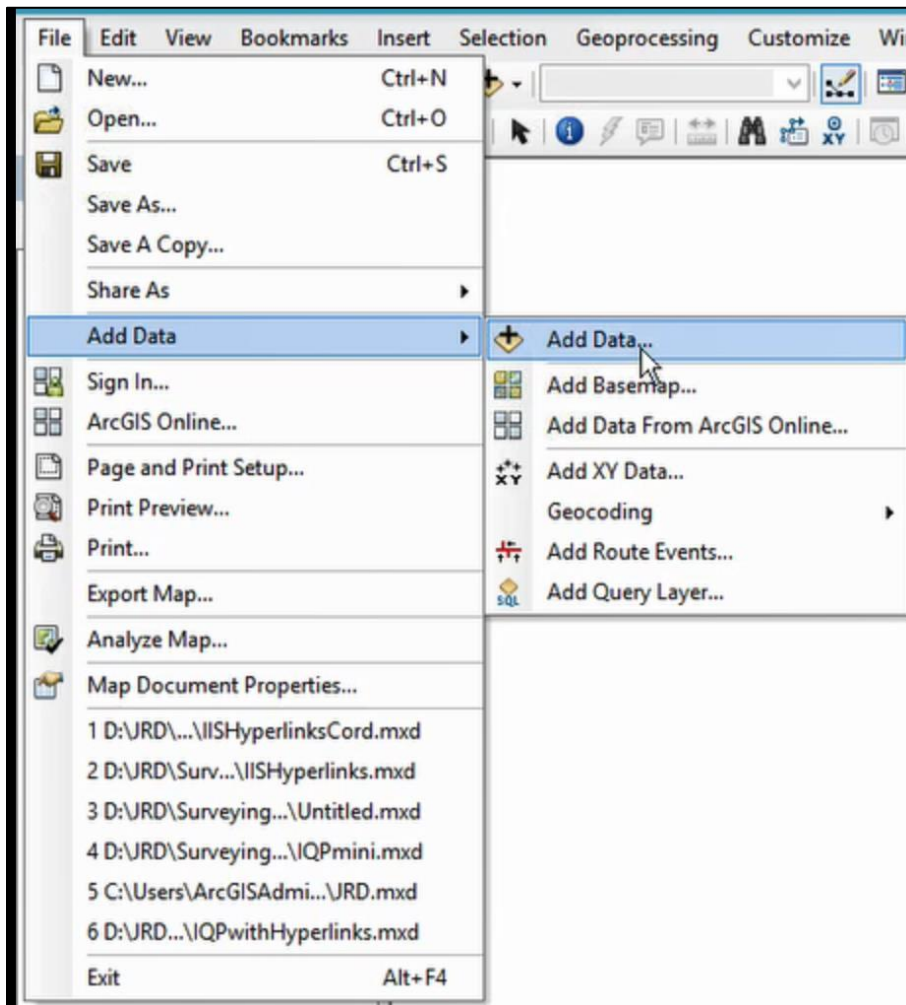 File Edit View Bookmarks Insert Selection Geoprocessing Customize Wi
New... Ctrl+N
Open... Ctrl+O
XY
Save Ctrl+S
Save As...
Save A Copy...
Share As
Add Data
Add Data...
Sign In...
Add Basemap...
ArcGIS Online...
Add Data From ArcGIS Online...
Page and Print Setup...
XY Add XY Data...
Print Preview...
Geocoding
Print...
Add Route Events...
Export Map...
SQL Add Query Layer...
Analyze Map...
Map Document Properties...
1 D:\JRD\...\IISHyperlinksCord.mxd
2 D:\JRD\Surv...\IISHyperlinks.mxd
3 D:\JRD\Surveying...\Untitled.mxd
4 D:\JRD\Surveying...\IQPmini.mxd
5 C:\Users\ArcGISAdmi...\JRD.mxd
6 D:\JRD...\IQPwithHyperlinks.mxd
Exit Alt+F4